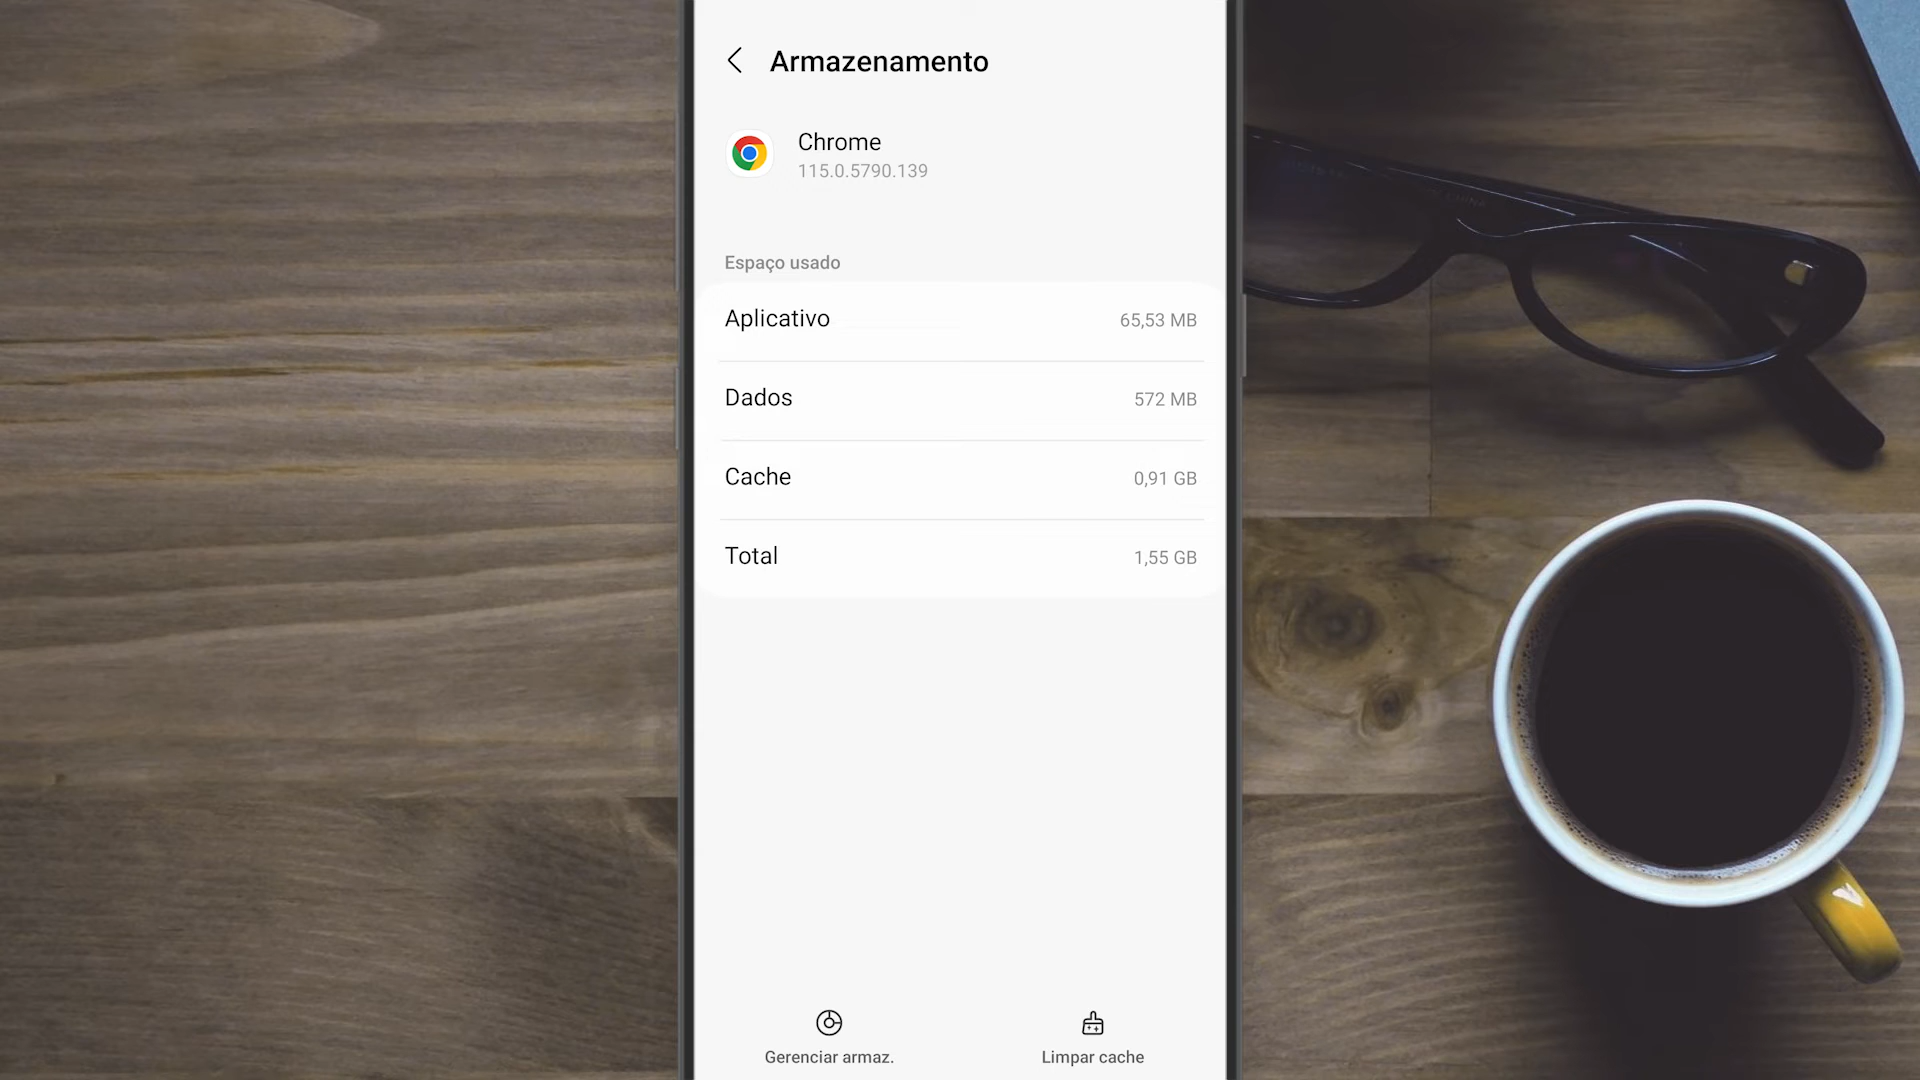 Armazenamento
Chrome
115.0.5790.139
Espaço usado
Aplicativo 65,53 MB
Dados 572 MB
Cache 0,91 GB
Total 1,55 GB
Gerenciar armaz. Limpar cache